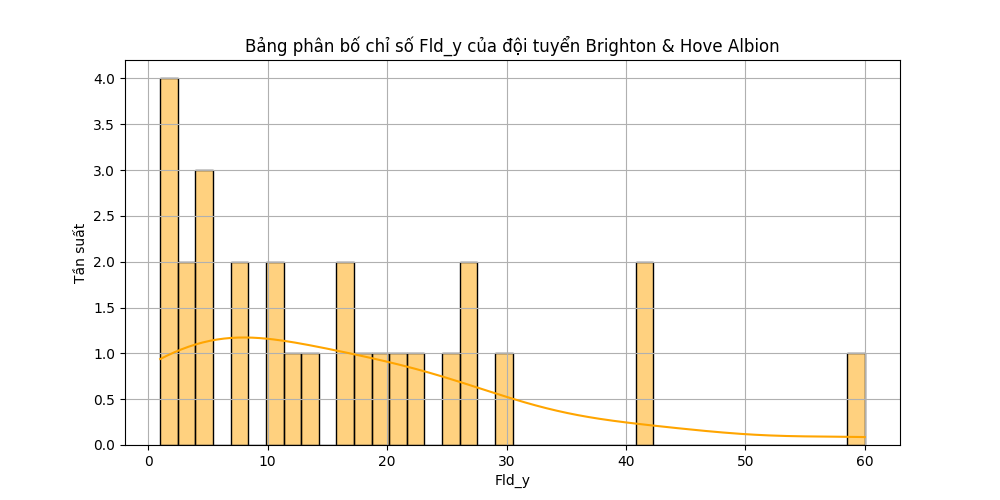 Bảng phân bố chỉ số Fld_y của đội tuyển Brighton & Hove Albion
4.0
3.5
3.0
2.5
2.0
1.5
1.0
0.5
0.0
Tần suất
0 10 20 30 40 50 60
Fld_y